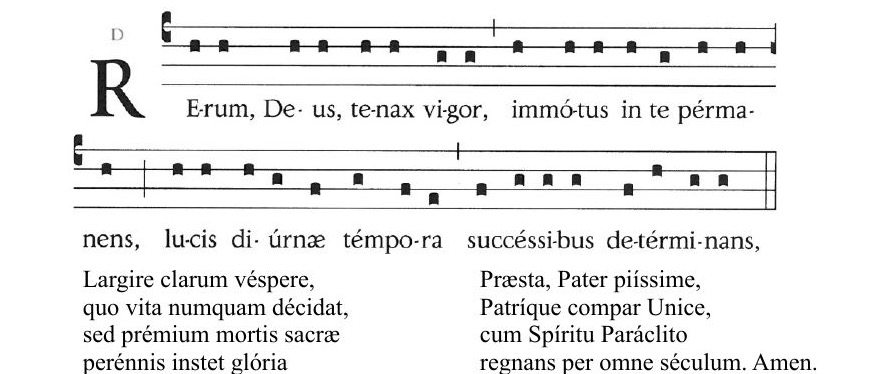 D
RE-rum, De- us, te-nax vi-gor, immó-tus in te pérma-
nens, lu-cis di- úrnæ témpo-ra succéssi-bus de-térmi-nans,
Largire clarum véspere,
quo vita numquam décidat,
sed prémium mortis sacræ
perénnis instet glória
Præsta, Pater piíssime,
Patríque compar Unice,
cum Spíritu Paráclito
regnans per omne séculum. Amen.